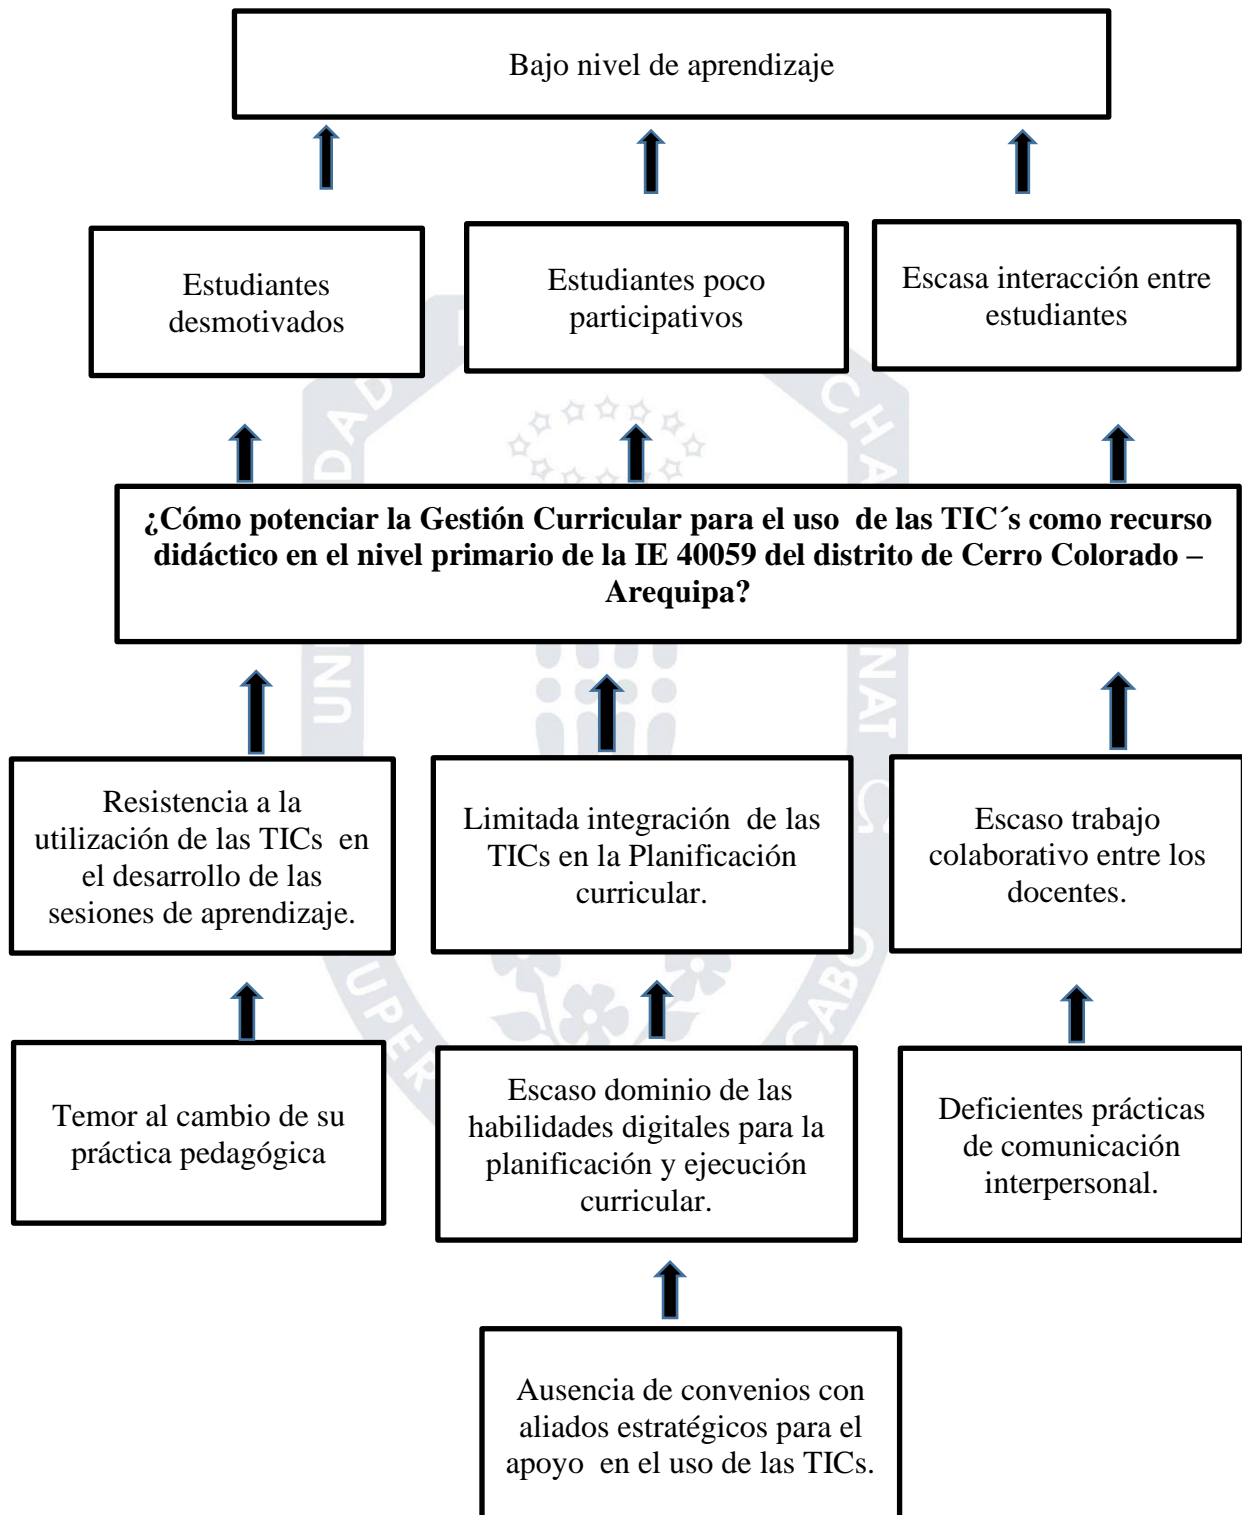 Bajo nivel de aprendizaje
Estudiantes
desmotivados
Estudiantes poco
participativos
Escasa interacción entre
estudiantes
¿Cómo potenciar la Gestión Curricular para el uso  de las TIC´s como recurso
didáctico en el nivel primario de la IE 40059 del distrito de Cerro Colorado –
Arequipa?
Resistencia a la
utilización de las TICs  en
el desarrollo de las
sesiones de aprendizaje.
Limitada integración  de las
TICs en la Planificación
curricular.
Escaso trabajo
colaborativo entre los
docentes.
Temor al cambio de su
práctica pedagógica
Escaso dominio de las
habilidades digitales para la
planificación y ejecución
curricular.
Deficientes prácticas
de comunicación
interpersonal.
Ausencia de convenios con
aliados estratégicos para el
apoyo  en el uso de las TICs.